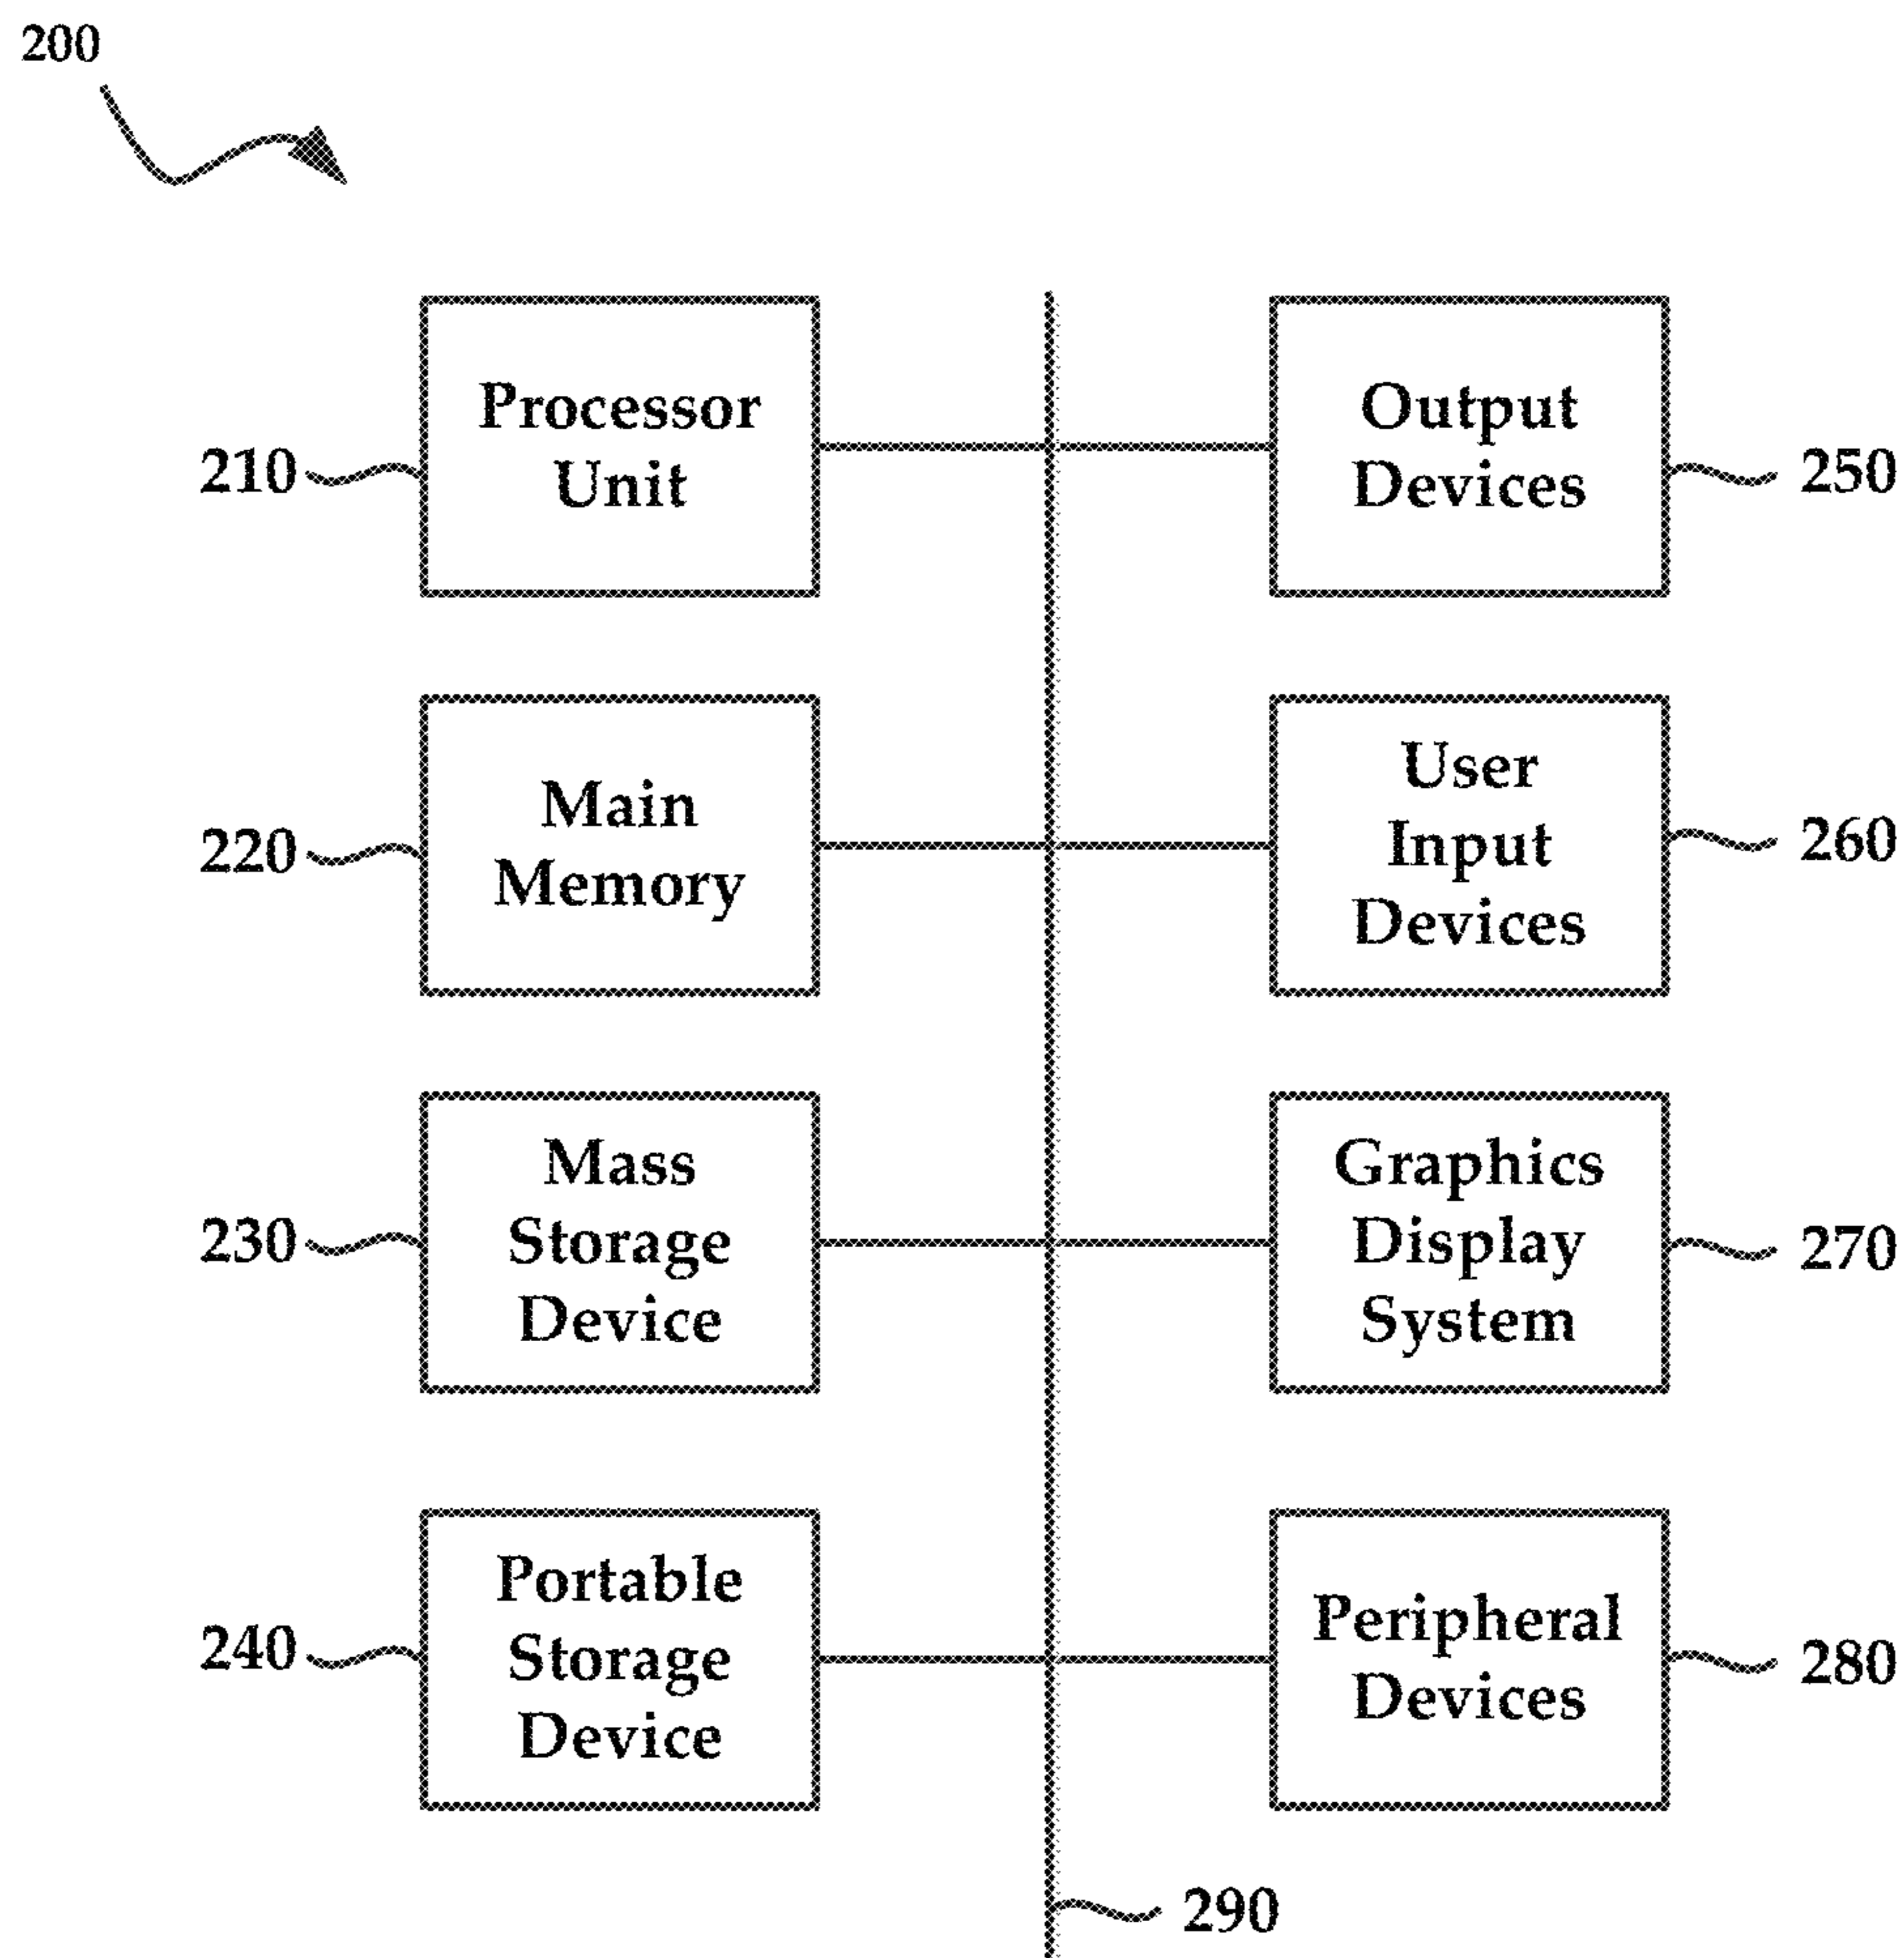 200
Processor
Unit
210
Output
Devices
250
Main
Memory
220
User
Input
Devices
260
Mass
Storage
Device
230
Graphics
Display
System
270
Portable
Storage
Device
240
Peripheral
Devices
280
290